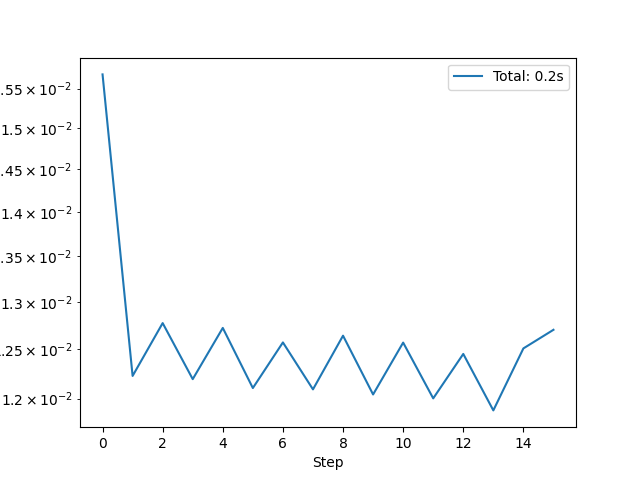 Total: 0.2s
.55 × 10⁻²
1.5 × 10⁻²
.45 × 10⁻²
1.4 × 10⁻²
.35 × 10⁻²
1.3 × 10⁻²
.25 × 10⁻²
1.2 × 10⁻²
0 2 4 6 8 10 12 14
Step